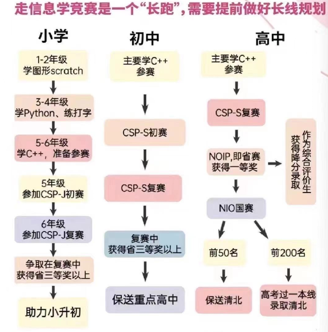 走信息学竞赛是一个“长跑”,需要提前做好长线规划
小学
1-2年级
学图形scratch
3-4年级
学Python、练打字
5-6年级
学C++，准备参赛
5年级
参加CSP-J初赛
6年级
参加CSP-J复赛
争取在复赛中
获得省三等奖以上
助力小升初
初中
主要学C++
参赛
CSP-S初赛
CSP-S复赛
复赛中
获得省三等奖以上
保送重点高中
高中
主要学C++
参赛
CSP-S复赛
NOIP,即省赛
获得一等奖
作为综合评价生
获得降分录取
NIO国赛
前50名
前200名
保送清北
高考过一本线
录取清北